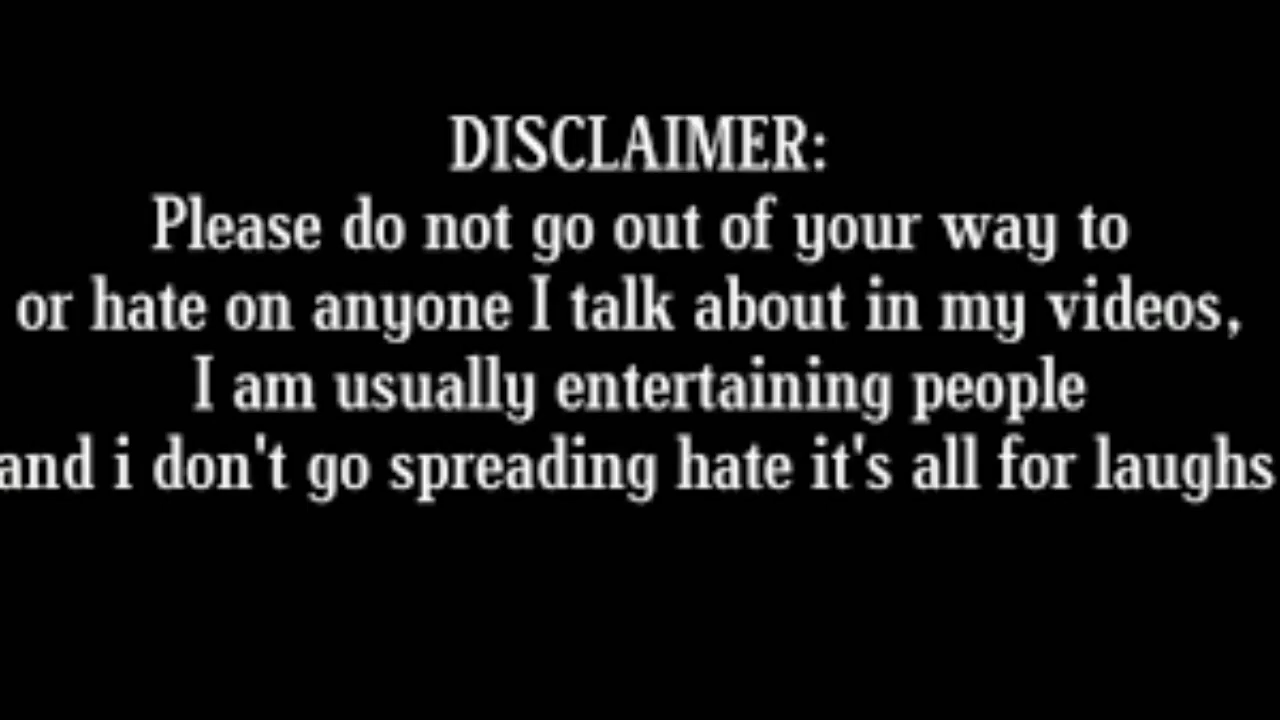 DISCLAIMER:
Please do not go out of your way to
or hate on anyone I talk about in my videos,
I am usually entertaining people
and i don't go spreading hate it's all for laughs